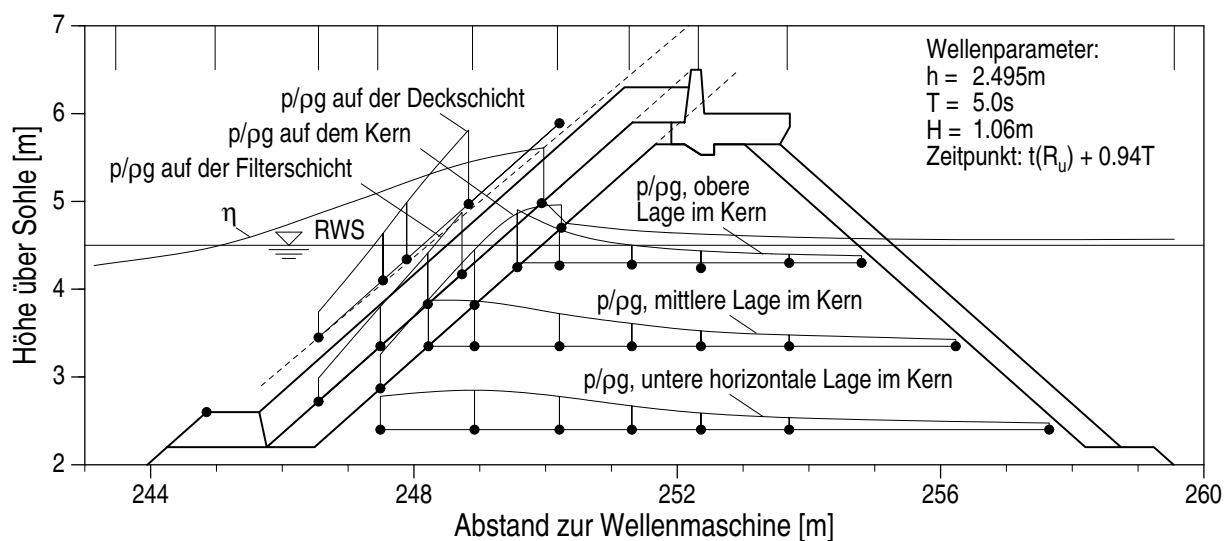 Höhe über Sohle [m]
7
6
5
4
3
2
Wellenparameter:
h = 2.495m
T = 5.0s
H = 1.06m
Zeitpunkt: t(Ru) + 0.94T
p/ρg auf der Deckschicht
p/ρg auf dem Kern
p/ρg auf der Filterschicht
η
RWS
p/ρg, obere
Lage im Kern
p/ρg, mittlere Lage im Kern
p/ρg, untere horizontale Lage im Kern
244
248
252
256
260
Abstand zur Wellenmaschine [m]